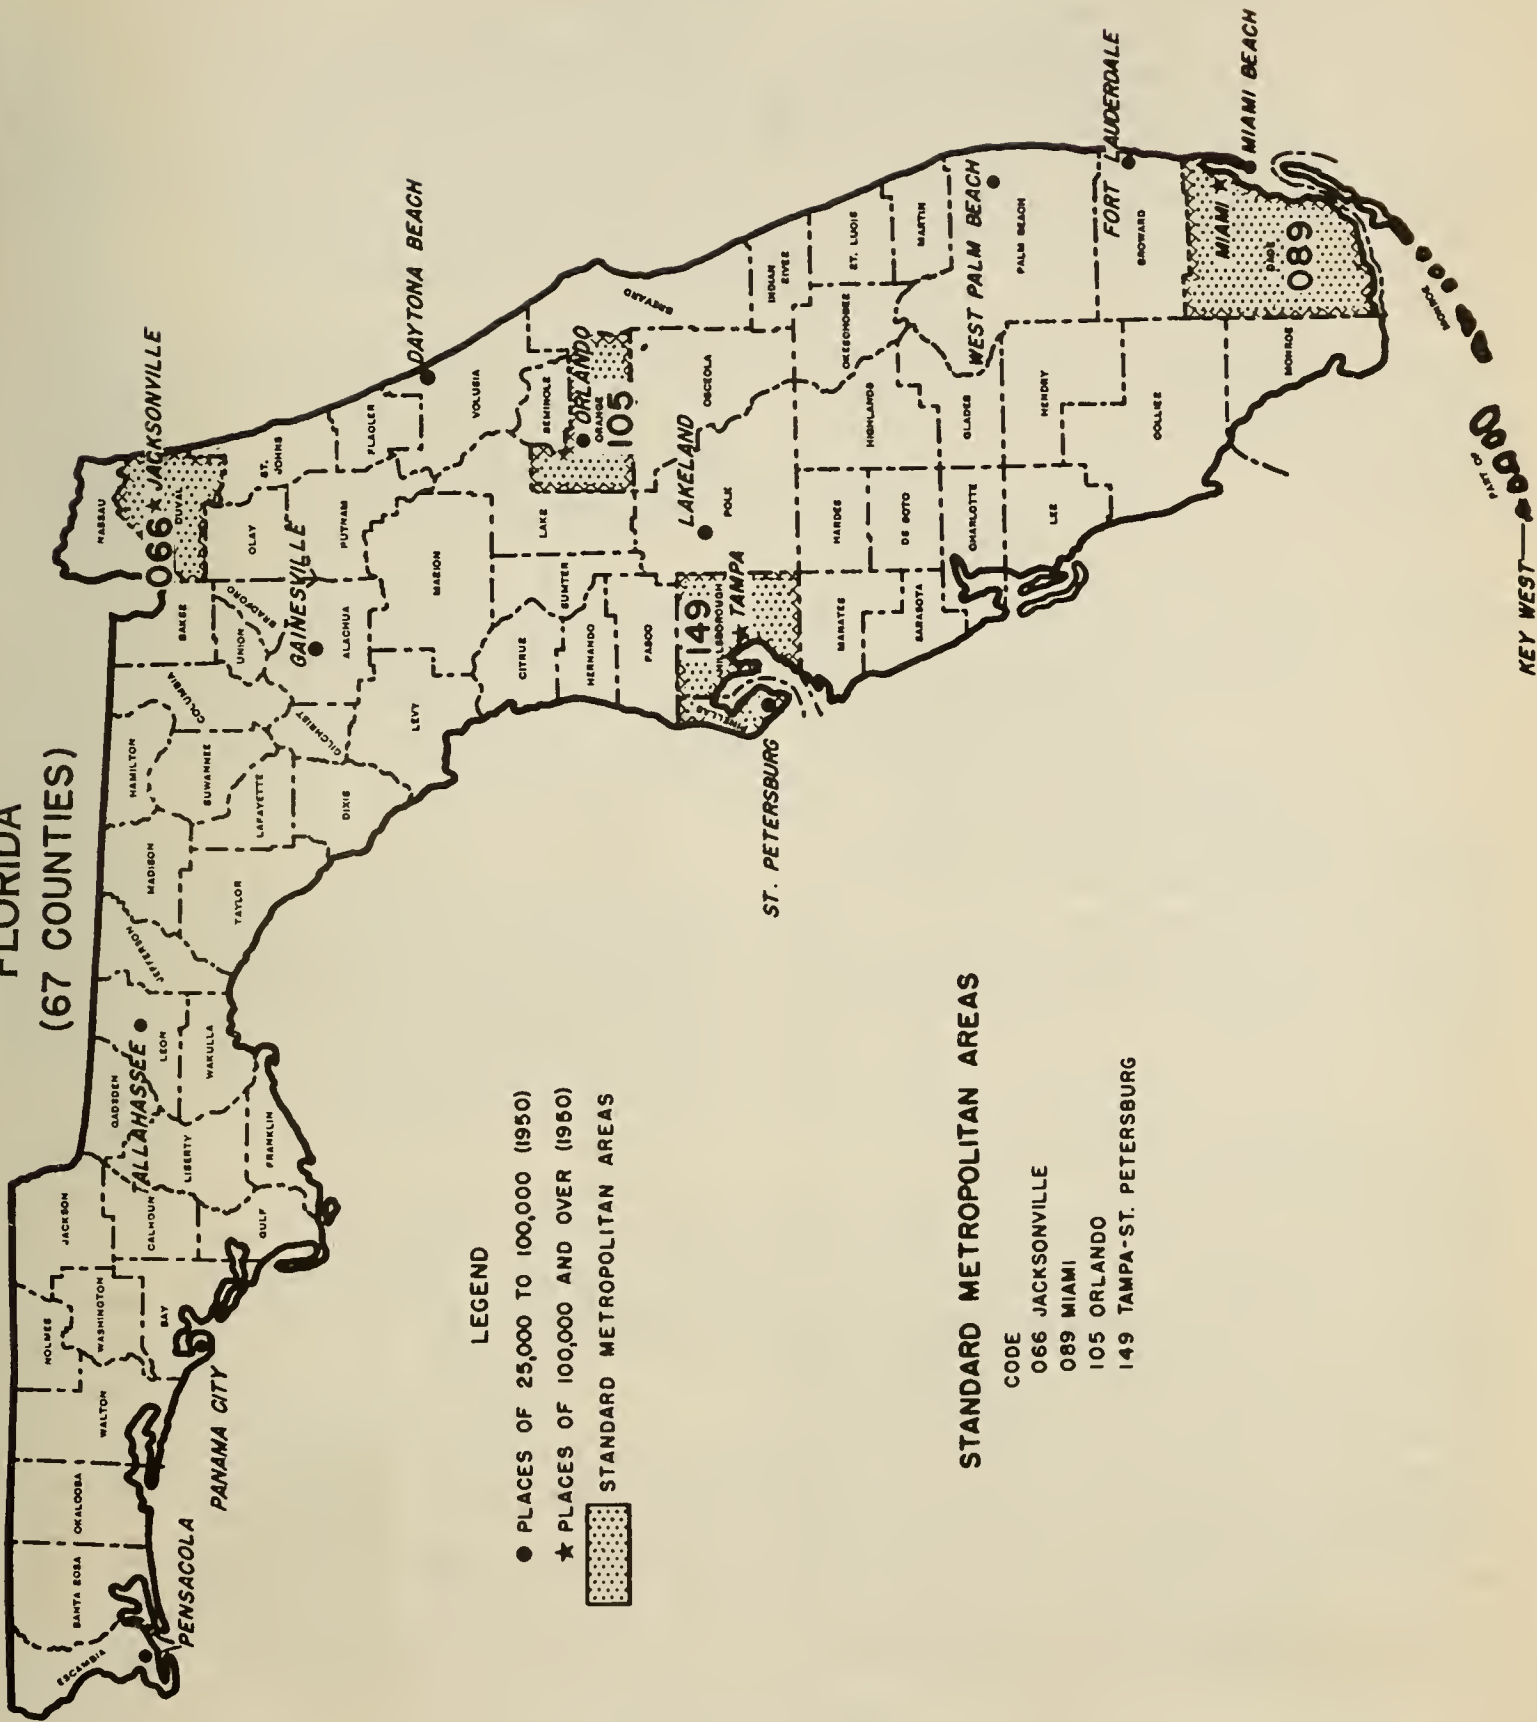 FLORIDA
(67 COUNTIES)
ESCAMBIA
SANTA ROSA
OKALOOSA
WALTON
HOLMES
WASHINGTON
BAY
JACKSON
CALHOUN
GULF
GADSDEN
LIBERTY
FRANKLIN
LEON
WAKULLA
JEFFERSON
MADISON
TAYLOR
HAMILTON
SUWANNEE
LAFAYETTE
DIXIE
COLUMBIA
GILCHRIST
LEVY
BAKER
UNION
BRADFORD
ALACHUA
NASSAU
DUVAL
CLAY
ST.
JOHNS
PUTNAM
FLAGLER
MARION
VOLUSIA
CITRUS
SUMTER
LAKE
HERNANDO
PASCO
SEMINOLE
ORANGE
BREVARD
OSCEOLA
PINELLAS
HILLSBOROUGH
POLK
INDIAN
RIVER
MANATEE
HARDEE
HIGHLANDS
OKEECHOBEE
ST. LUCIE
SARASOTA
DE SOTO
MARTIN
CHARLOTTE
GLADES
PALM BEACH
LEE
HENDRY
COLLIER
BROWARD
MONROE
DADE
PART OF
MONROE
PENSACOLA
PANAMA CITY
TALLAHASSEE
GAINESVILLE
066
JACKSONVILLE
DAYTONA BEACH
ORLANDO
105
LAKELAND
149
TAMPA
ST. PETERSBURG
WEST PALM BEACH
FORT LAUDERDALE
MIAMI
MIAMI BEACH
089
KEY WEST
LEGEND
● PLACES OF 25,000 TO 100,000 (1950)
★ PLACES OF 100,000 AND OVER (1950)
STANDARD METROPOLITAN AREAS
STANDARD METROPOLITAN AREAS
CODE
066 JACKSONVILLE
089 MIAMI
105 ORLANDO
149 TAMPA-ST. PETERSBURG